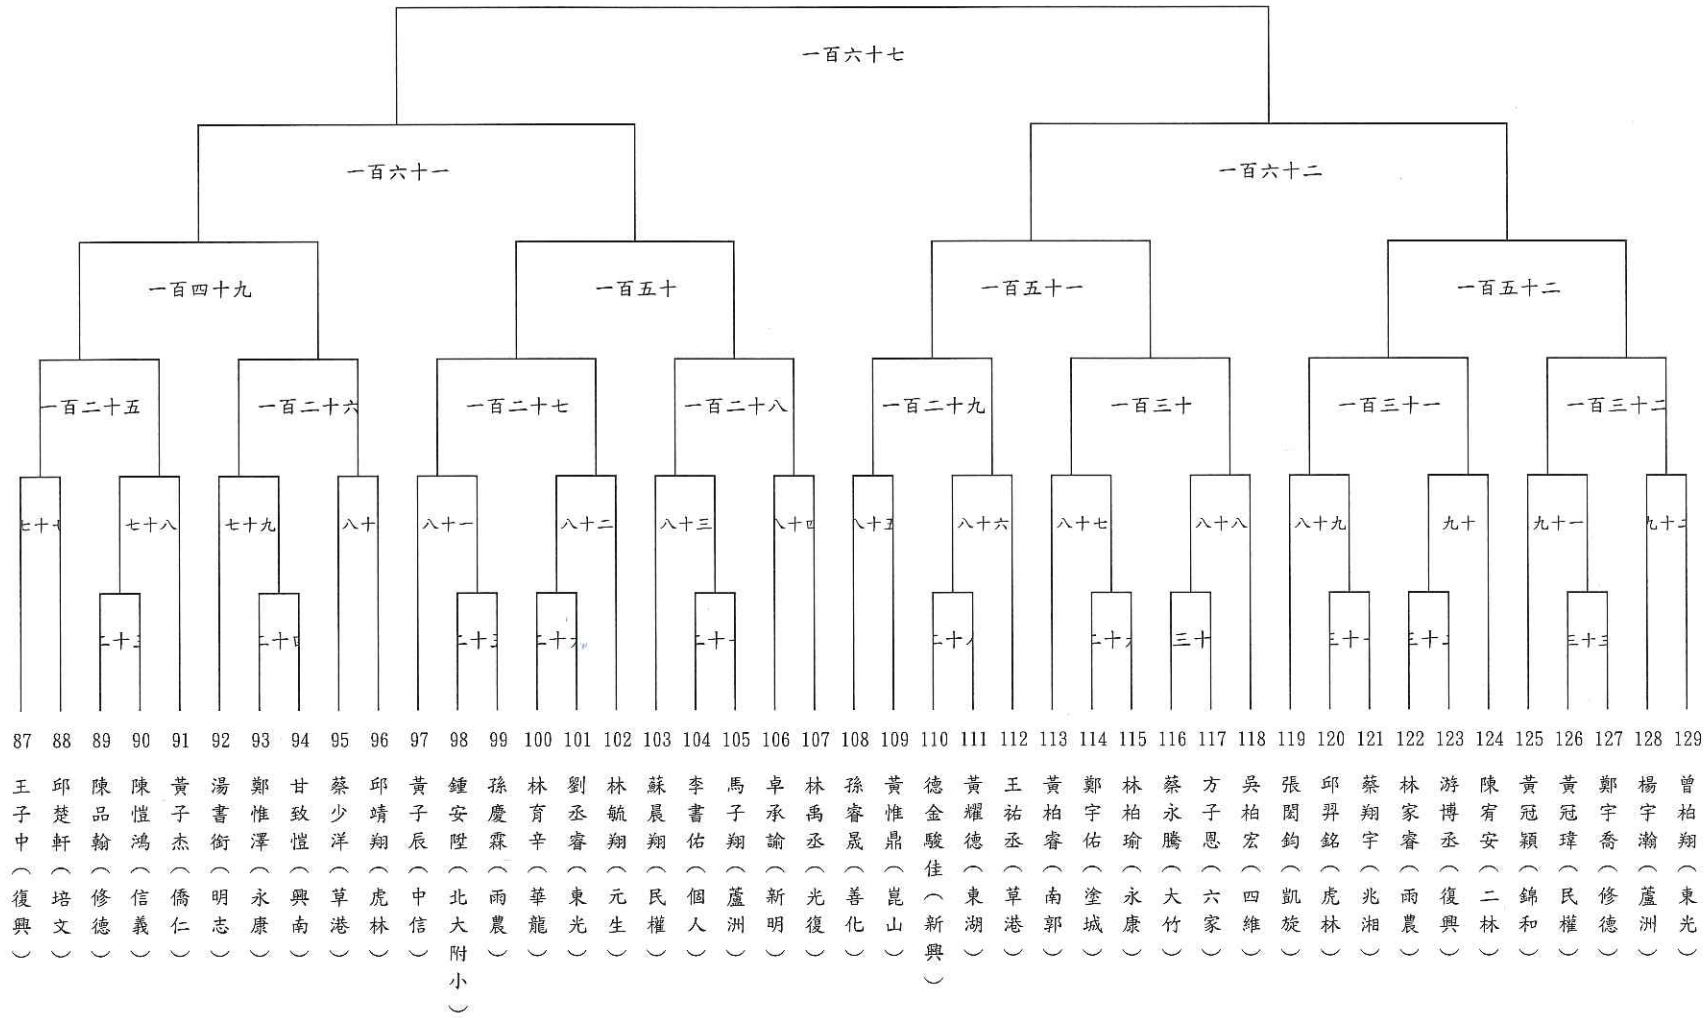 一百六十七
一百六十一
一百六十二
一百四十九
一百五十
一百五十一
一百五十二
一百二十五
一百二十六
一百二十七
一百二十八
一百二十九
一百三十
一百三十一
一百三十二
七十七
七十八
七十九
八十
八十一
八十二
八十三
八十四
八十五
八十六
八十七
八十八
八十九
九十
九十一
九十二
三十
87
88
89
90
91
92
93
94
95
96
97
98
99
100
101
102
103
104
105
106
107
108
109
110
111
112
113
114
115
116
117
118
119
120
121
122
123
124
125
126
127
128
129
王子中(復興)
邱楚軒(培文)
陳品翰(修德)
陳愷鴻(信義)
黃子杰(僑仁)
湯書銜(明志)
鄭惟澤(永康)
甘致愷(興南)
蔡少洋(草港)
邱靖翔(虎林)
黃子辰(中信)
鍾安陞(北大附小)
孫慶霖(雨農)
林育辛(華龍)
劉丞睿(東光)
林毓翔(元生)
蘇晨翔(民權)
李書佑(個人)
馬子翔(蘆洲)
卓承諭(新明)
林禹丞(光復)
孫睿晟(善化)
黃惟鼎(崑山)
德金駿佳(新興)
黃耀德(東湖)
王祐丞(草港)
黃柏睿(南郭)
鄭宇佑(塗城)
林柏瑜(永康)
蔡永騰(大竹)
方子恩(六家)
吳柏宏(四維)
張閎鈞(凱旋)
邱羿銘(虎林)
蔡翔宇(兆湘)
林家睿(雨農)
游博丞(復興)
陳宥安(二林)
黃冠穎(錦和)
黃冠瑋(民權)
鄭宇喬(修德)
楊宇瀚(蘆洲)
曾柏翔(東光)